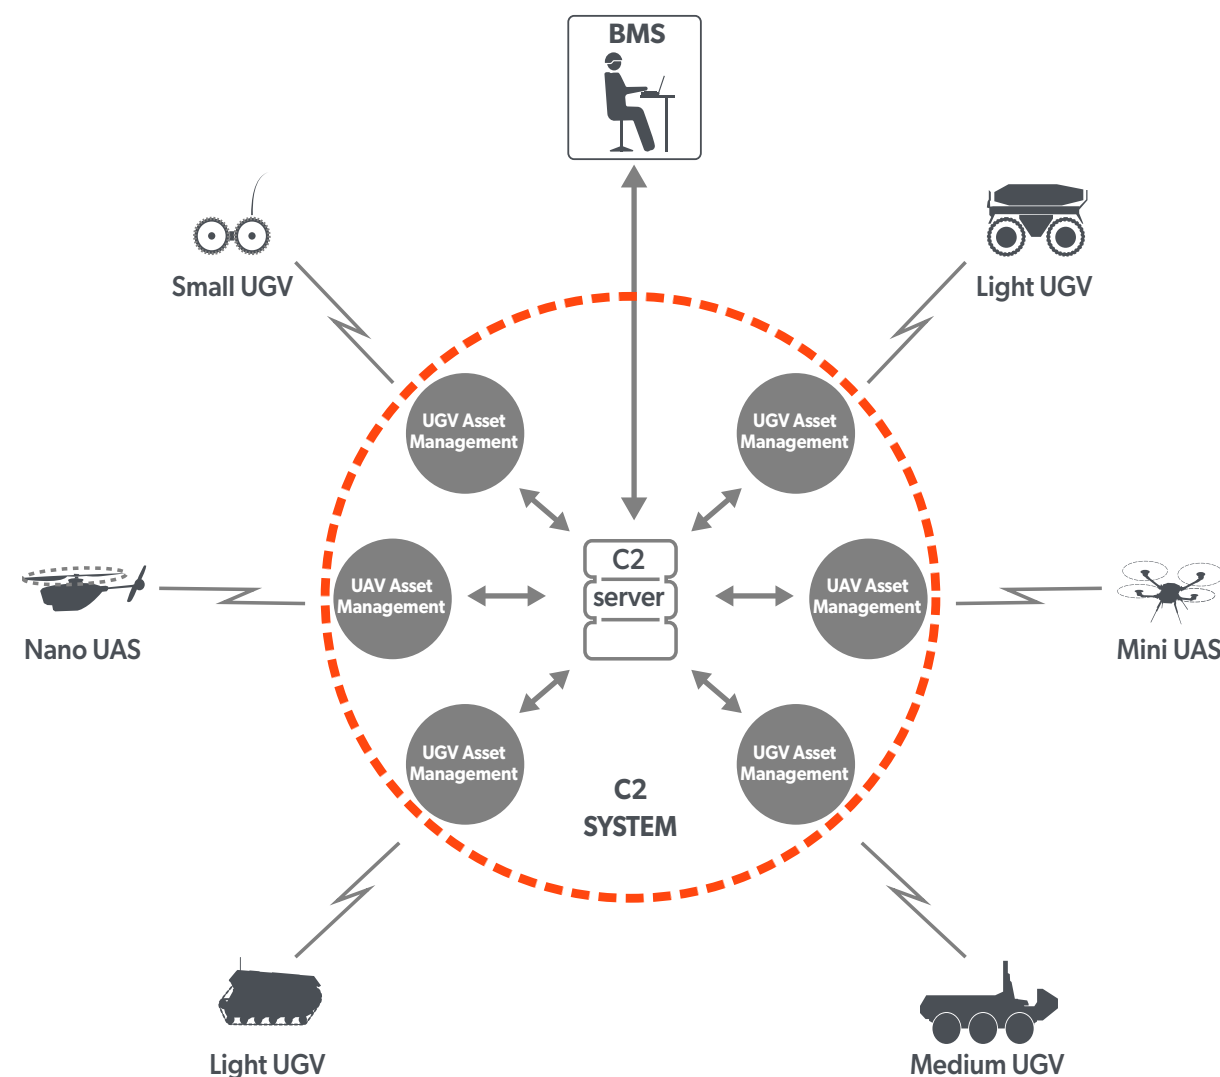 BMS
Small UGV
Light UGV
UGV Asset
Management
UGV Asset
Management
C2
server
UAV Asset
Management
UAV Asset
Management
Nano UAS
Mini UAS
UGV Asset
Management
UGV Asset
Management
C2
SYSTEM
Light UGV
Medium UGV